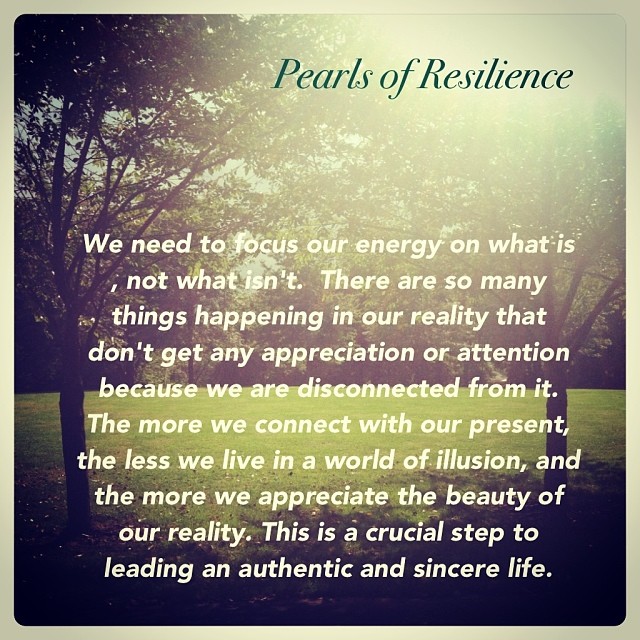 Pearls of Resilience
We need to focus our energy on what is
, not what isn't.  There are so many
things happening in our reality that
don't get any appreciation or attention
because we are disconnected from it.
The more we connect with our present,
the less we live in a world of illusion, and
the more we appreciate the beauty of
our reality. This is a crucial step to
leading an authentic and sincere life.